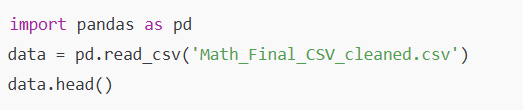 import pandas as pd
data = pd.read_csv('Math_Final_CSV_cleaned.csv')
data.head()